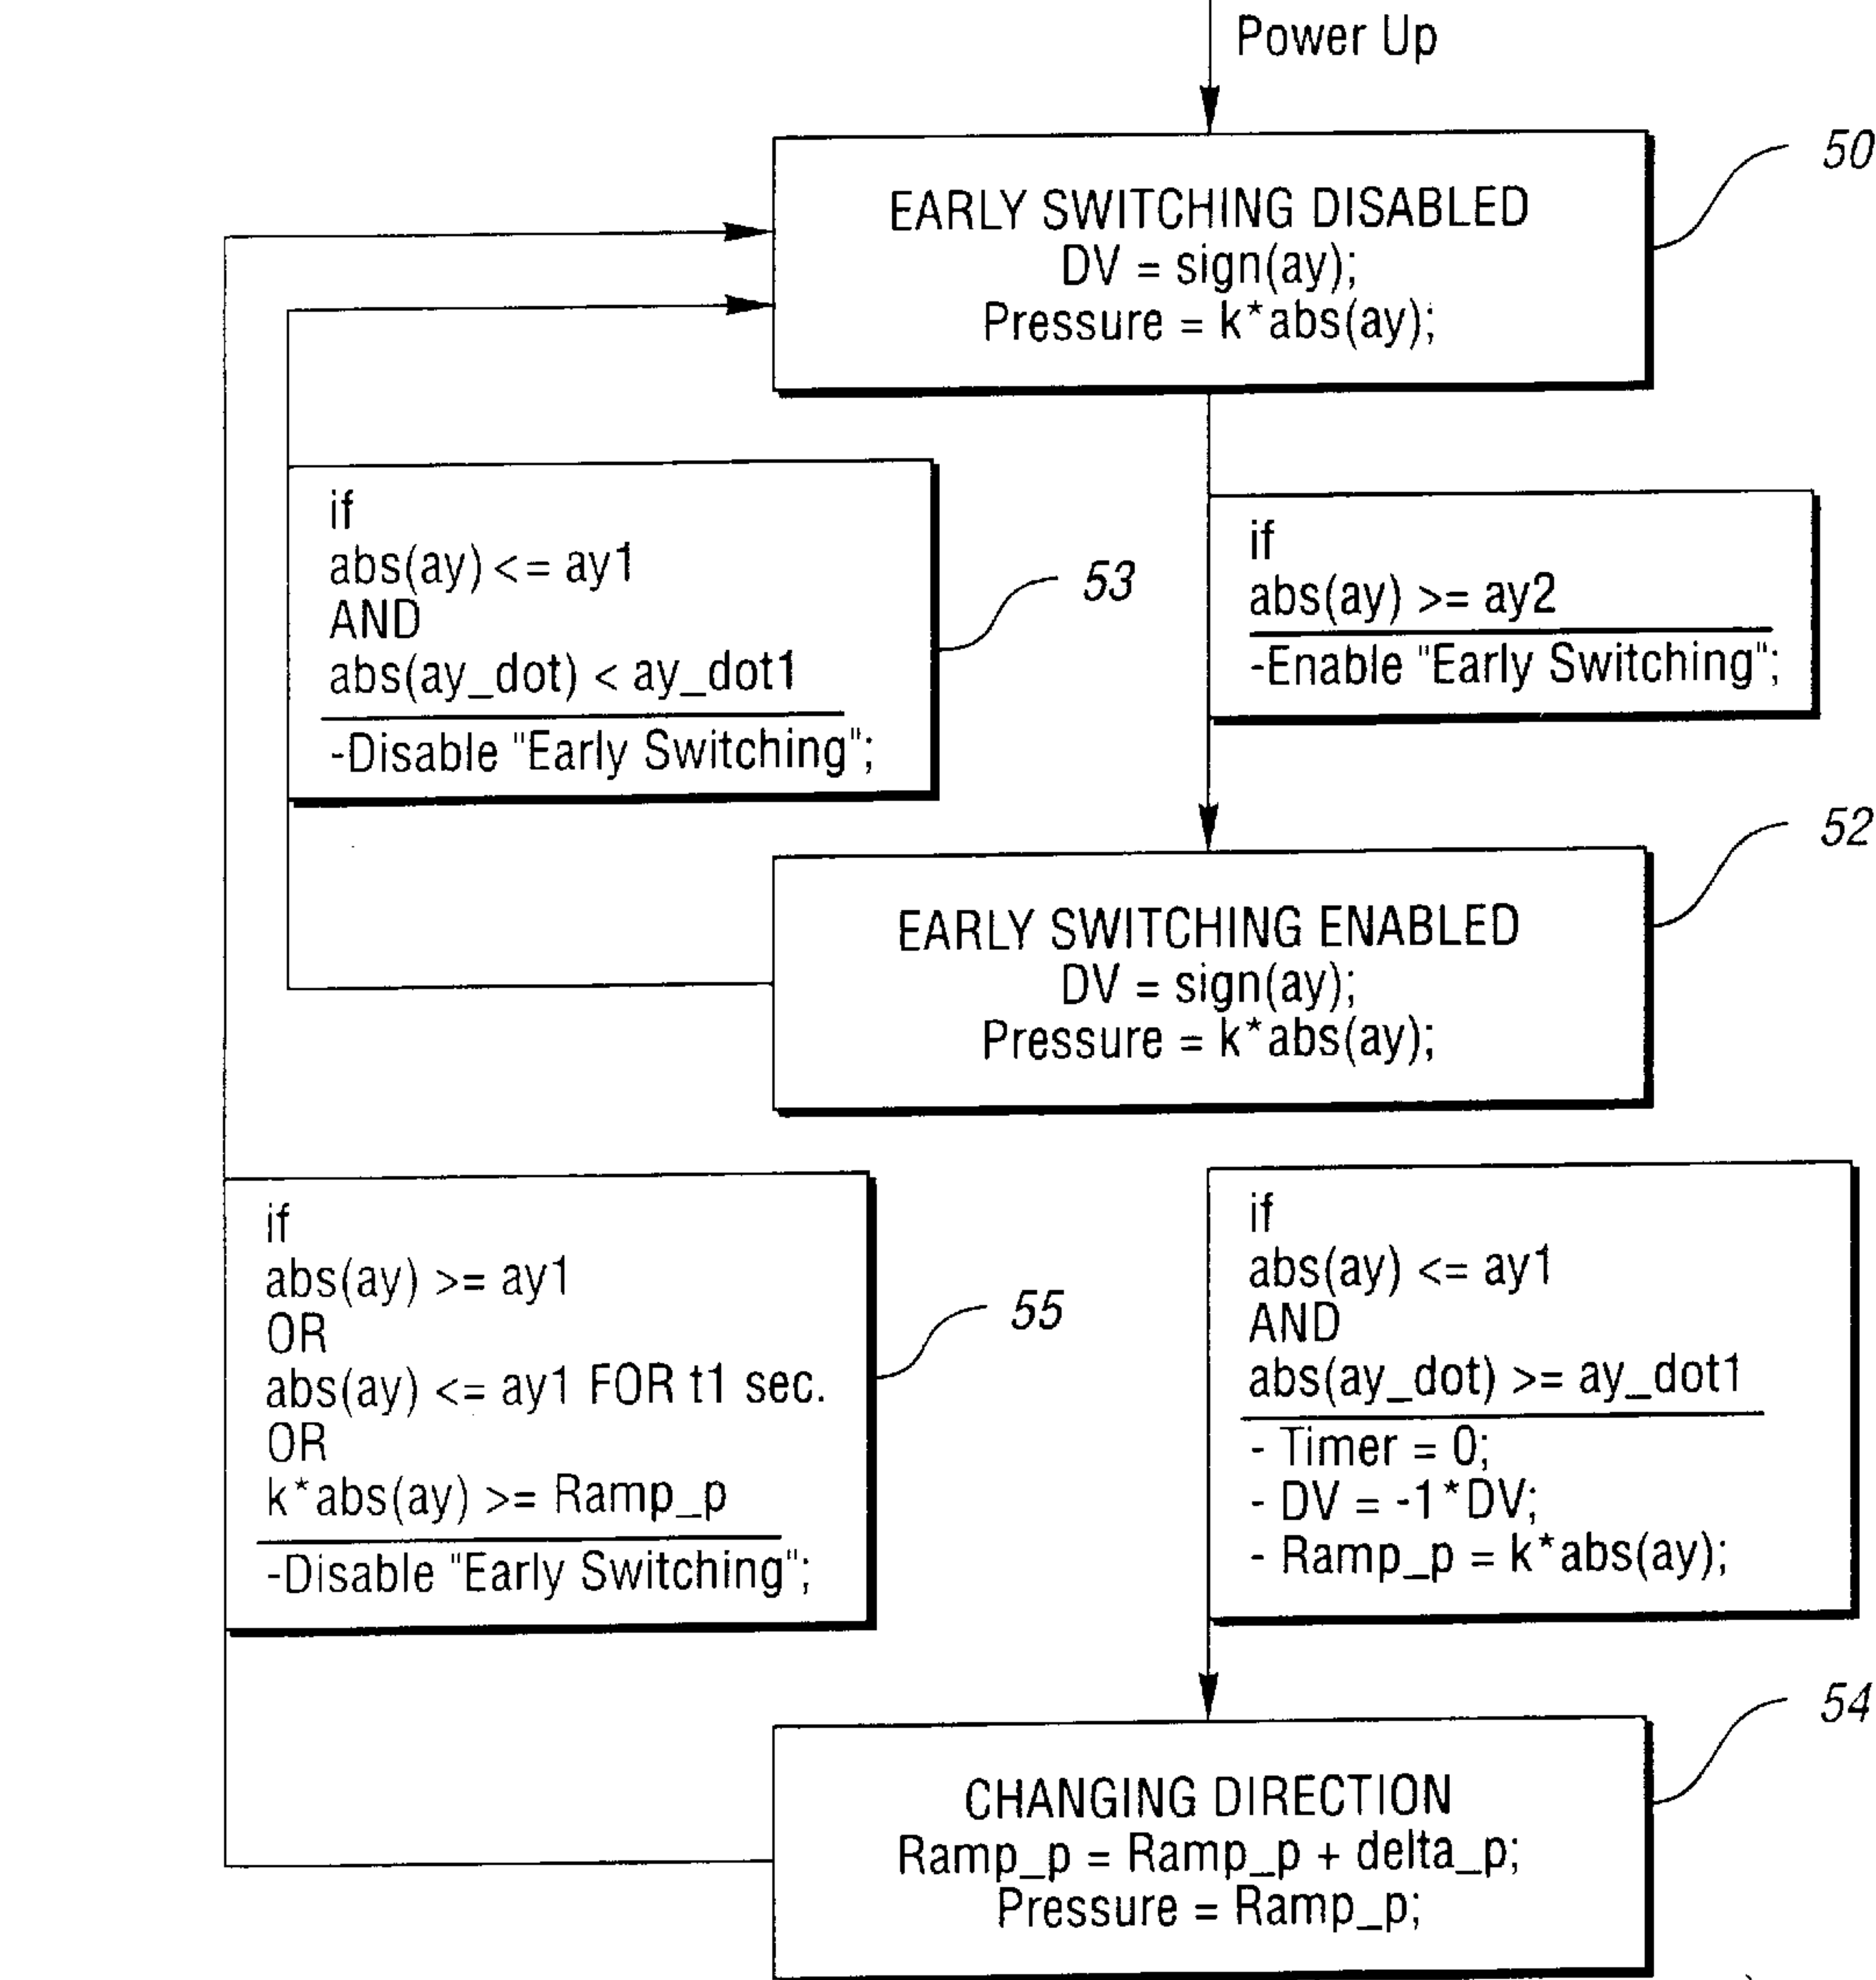 Power Up
50
EARLY SWITCHING DISABLED
DV = sign(ay);
Pressure = k*abs(ay);
if
abs(ay) <= ay1
AND
abs(ay_dot) < ay_dot1
-Disable "Early Switching";
53
if
abs(ay) >= ay2
-Enable "Early Switching";
52
EARLY SWITCHING ENABLED
DV = sign(ay);
Pressure = k*abs(ay);
if
abs(ay) >= ay1
OR
abs(ay) <= ay1 FOR t1 sec.
OR
k*abs(ay) >= Ramp_p
-Disable "Early Switching";
55
if
abs(ay) <= ay1
AND
abs(ay_dot) >= ay_dot1
- Timer = 0;
- DV = -1*DV;
- Ramp_p = k*abs(ay);
54
CHANGING DIRECTION
Ramp_p = Ramp_p + delta_p;
Pressure = Ramp_p;